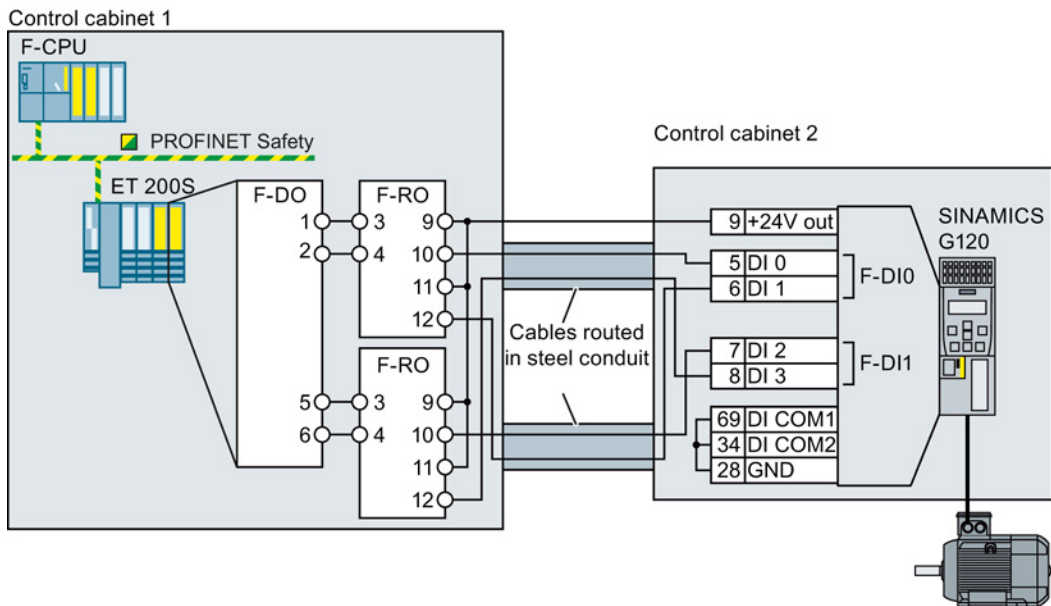 Control cabinet 1
F-CPU
PROFINET Safety
ET 200S
F-DO
1
2
5
6
F-RO
3
4
9
10
11
12
F-RO
3
4
9
10
11
12
Cables routed
in steel conduit
Control cabinet 2
9 +24V out
5 DI 0
6 DI 1
F-DI0
7 DI 2
8 DI 3
F-DI1
69 DI COM1
34 DI COM2
28 GND
SINAMICS
G120